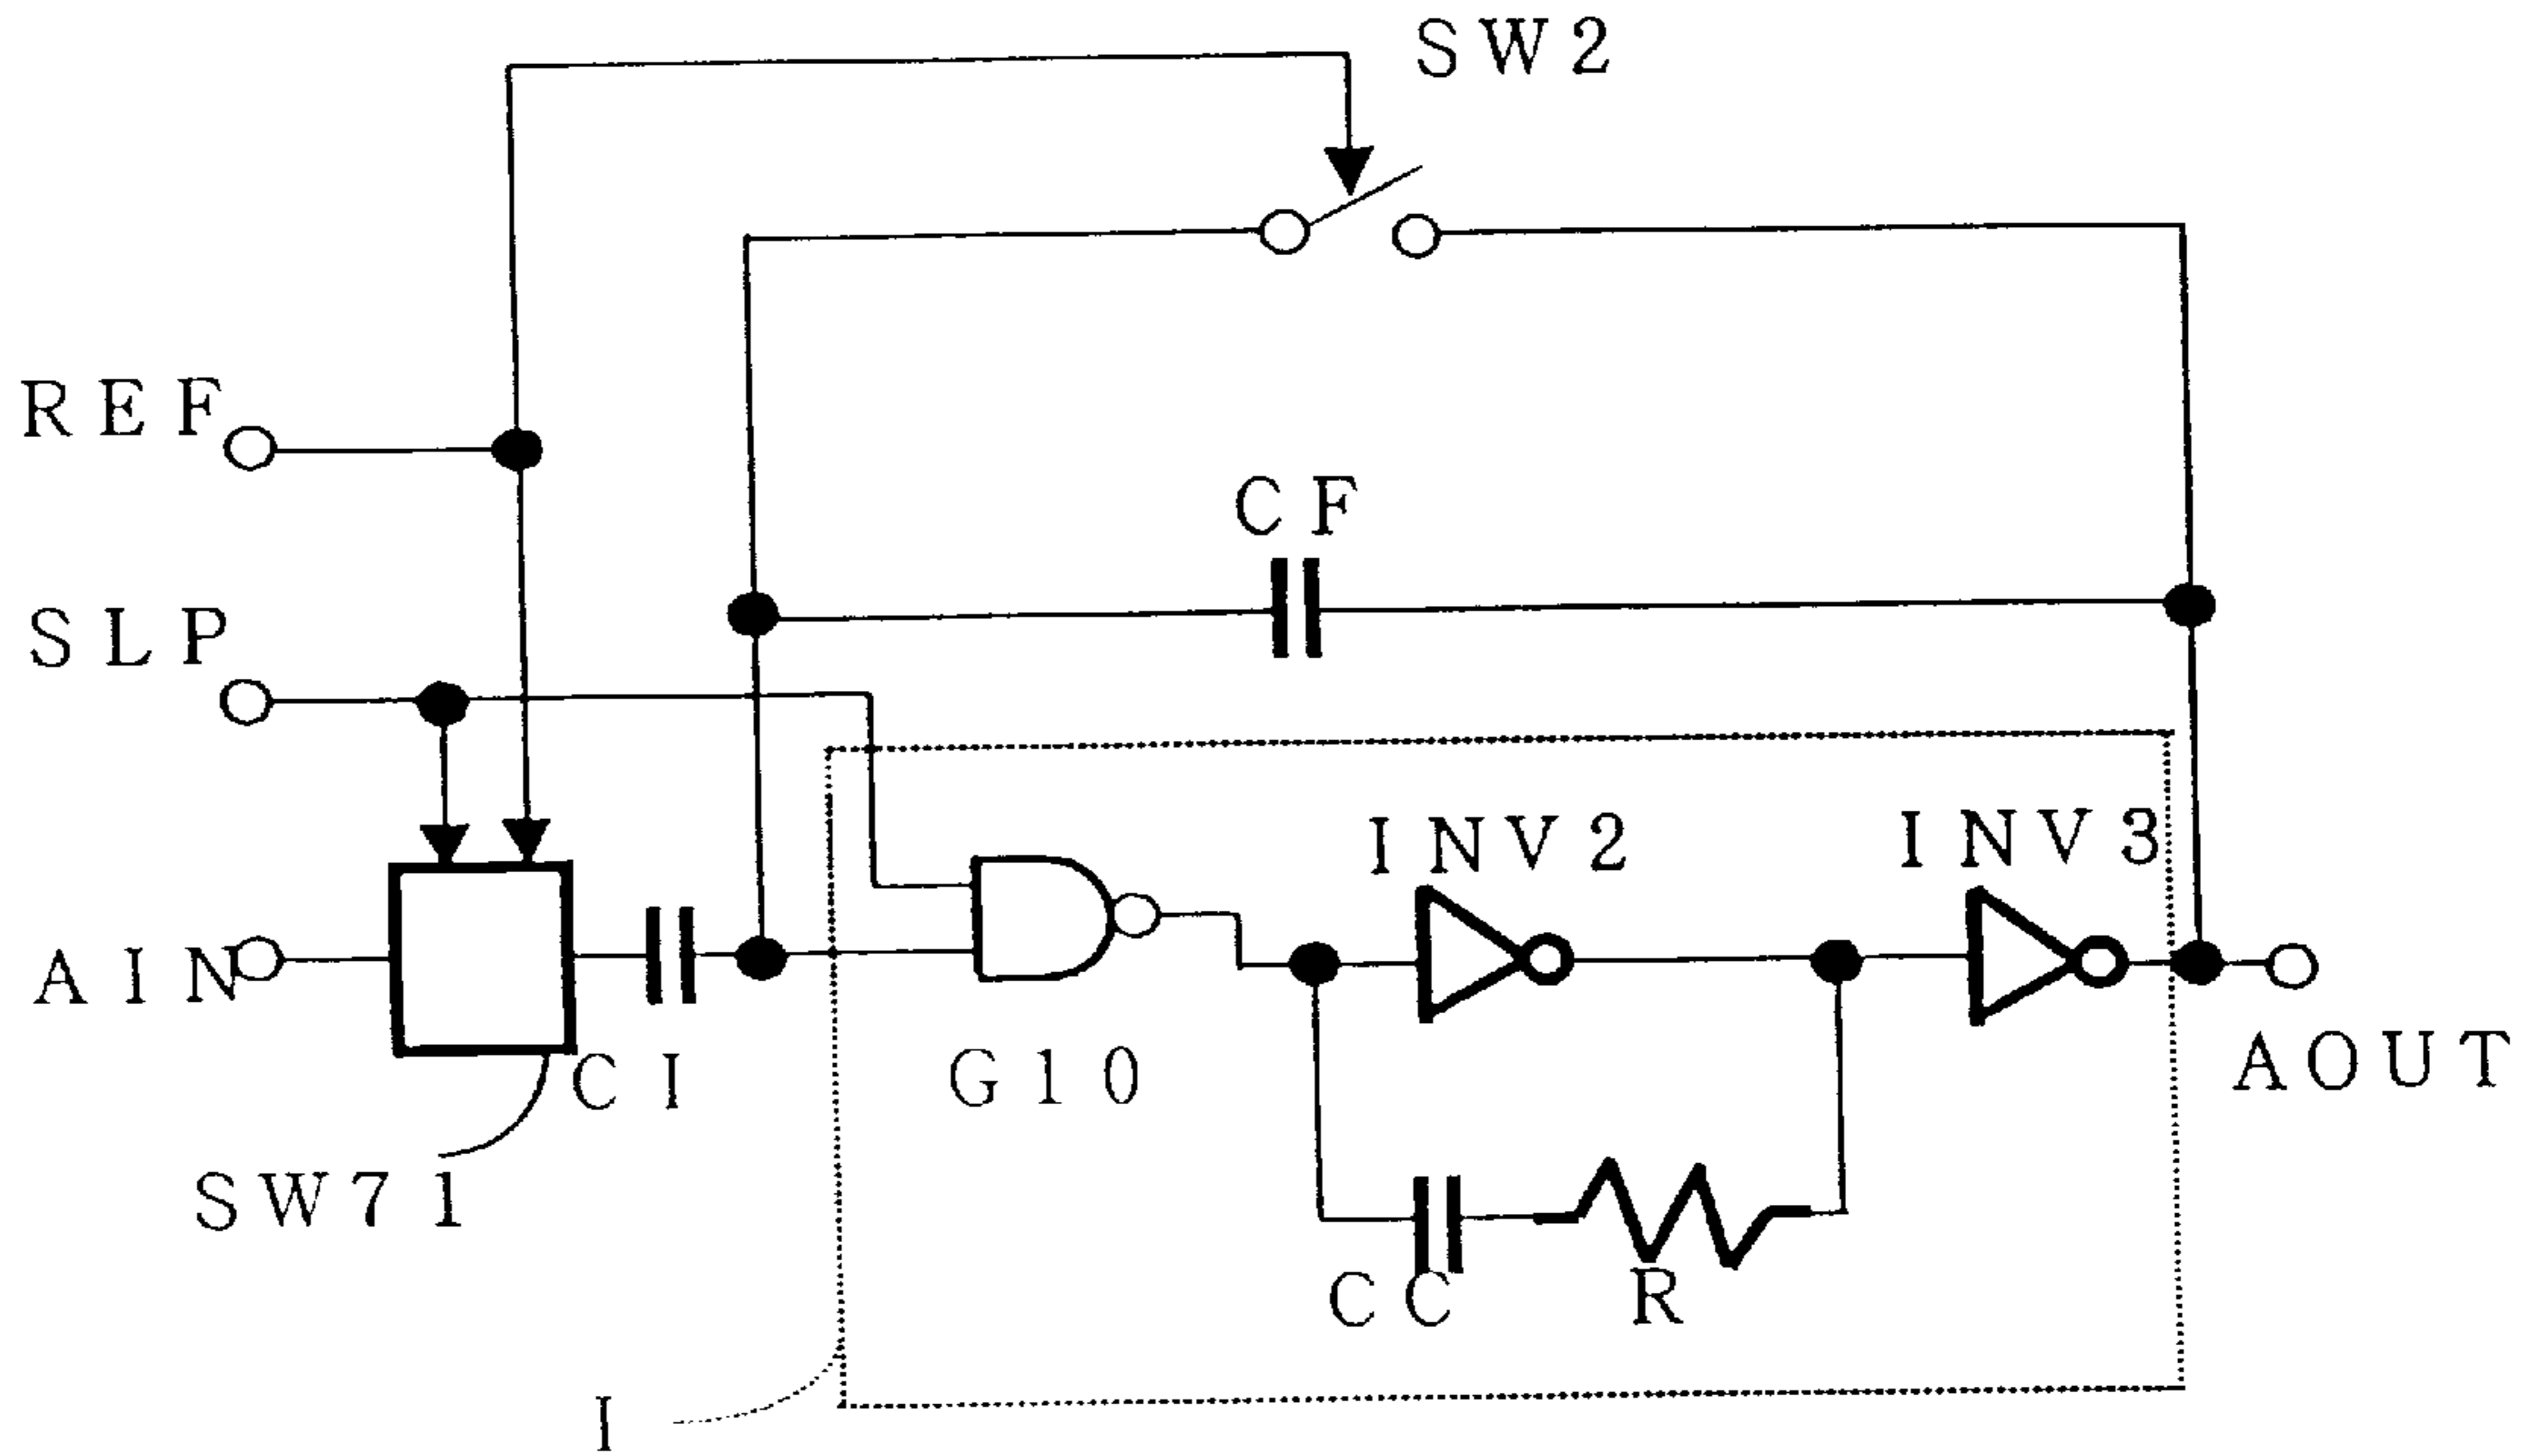 SW2
REF
CF
SLP
INV2
INV3
AIN
CI
G10
AOUT
SW71
CC
R
I